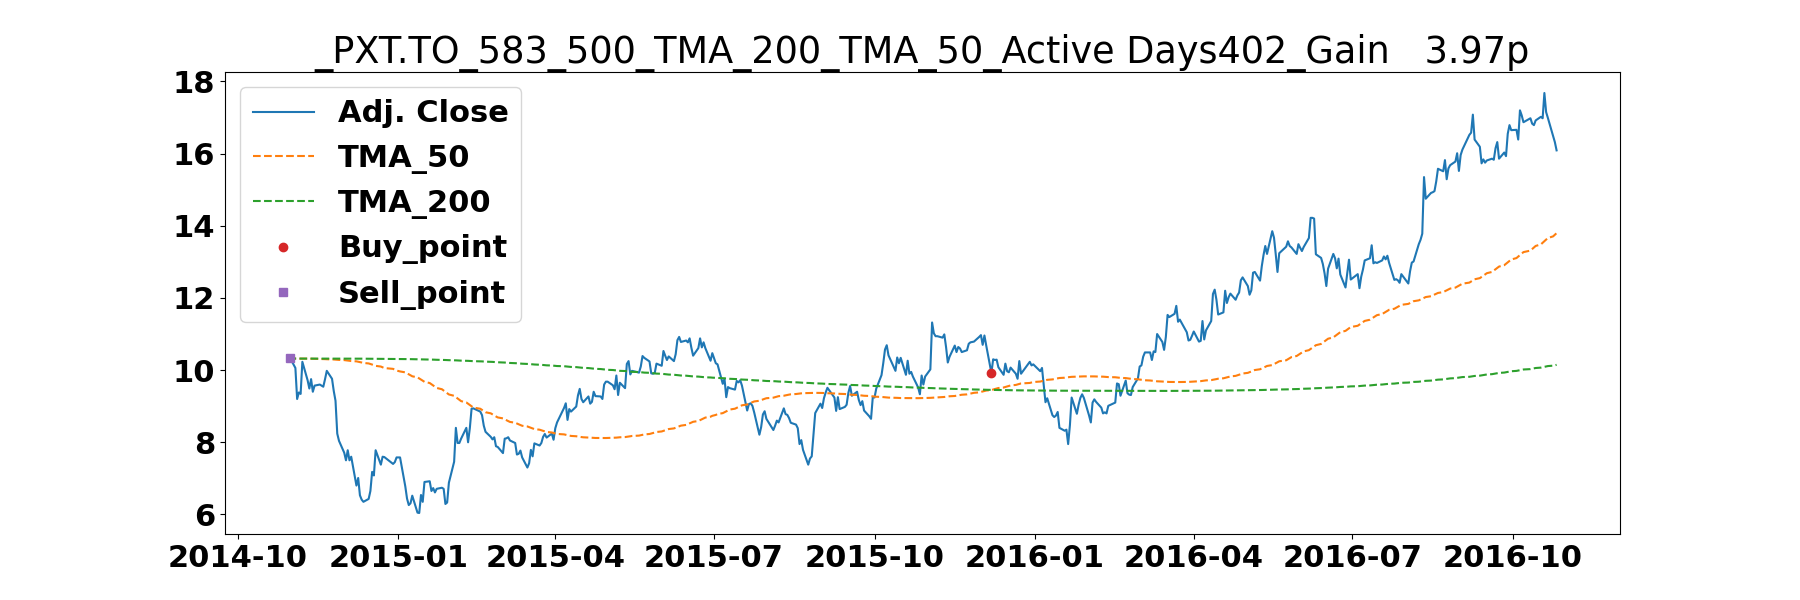 _PXT.TO_583_500_TMA_200_TMA_50_Active Days402_Gain   3.97p
18
16
14
12
10
8
6
Adj. Close
TMA_50
TMA_200
Buy_point
Sell_point
2014-10 2015-01 2015-04 2015-07 2015-10 2016-01 2016-04 2016-07 2016-10